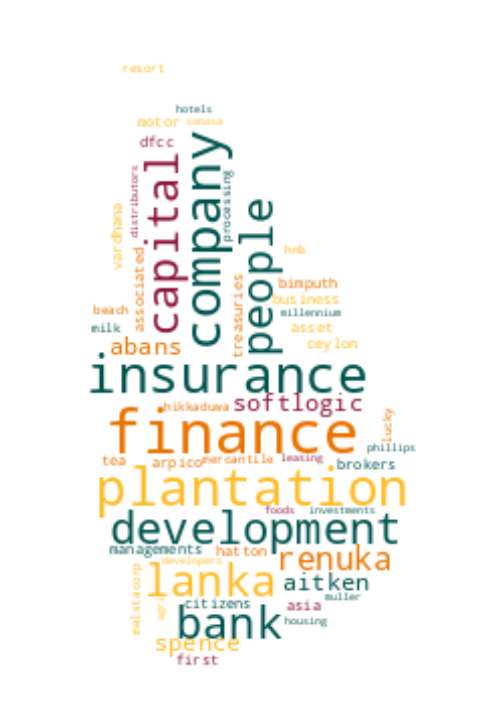 resort
hotels
motor
sanasa
dfcc
capital
company
people
distributors
processing
vardhana
associated
treasuries
hnb
bimputh
business
millennium
beach
milk
asset
abans
ceylon
insurance
hikkaduwa
softlogic
finance
lucky
phillips
tea
arpico
mercantile
leasing
brokers
plantation
foods
investments
development
managements
hatton
renuka
developers
lanka
aitken
melstacorp
agro
citizens
asia
muller
bank
housing
spence
first